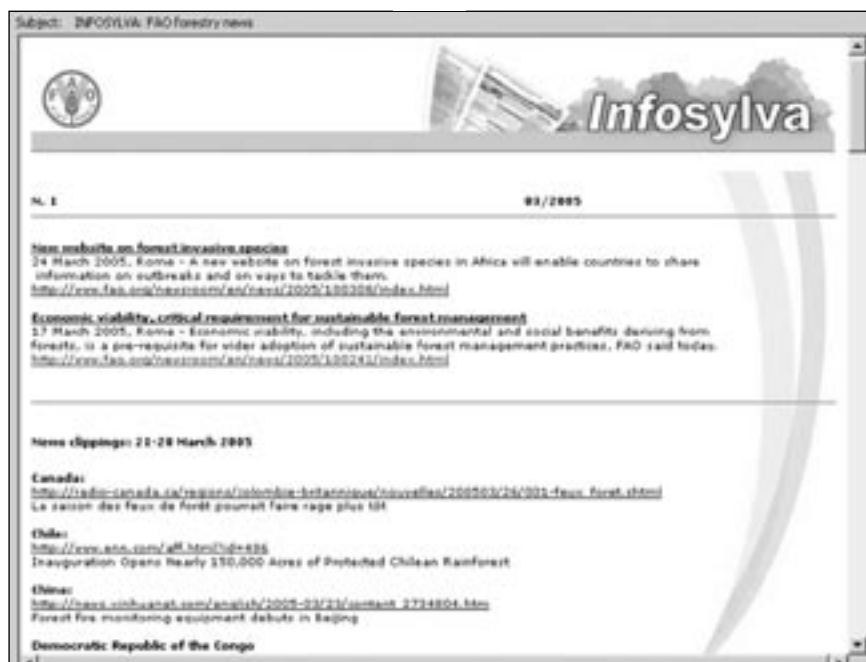 Subject: INFOSYLVA: FAO forestry news
FAO
Infosylva
N. 1 03/2005
New website on forest invasive species
24 March 2005, Rome - A new website on forest invasive species in Africa will enable countries to share
information on outbreaks and on ways to tackle them.
http://www.fao.org/newsroom/en/news/2005/100308/index.html
Economic viability, critical requirement for sustainable forest management
17 March 2005, Rome - Economic viability, including the environmental and social benefits deriving from
forests, is a pre-requisite for wider adoption of sustainable forest management practices, FAO said today.
http://www.fao.org/newsroom/en/news/2005/100241/index.html
News clippings: 21-28 March 2005
Canada:
http://radio-canada.ca/regions/colombie-britannique/nouvelles/200503/26/001-feux_foret.shtml
La saison des feux de forêt pourrait faire rage plus tôt
Chile:
http://www.enn.com/aff.html?id=486
Inauguration Opens Nearly 150,000 Acres of Protected Chilean Rainforest
China:
http://news.xinhuanet.com/english/2005-03/23/content_2734804.htm
Forest fire monitoring equipment debuts in Beijing
Democratic Republic of the Congo